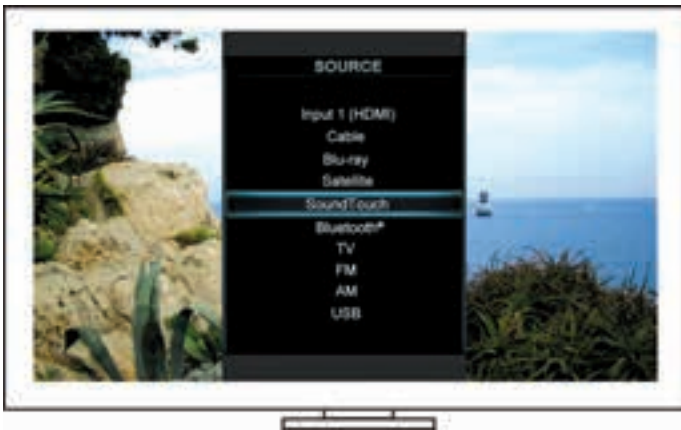 SOURCE
Input 1 (HDMI)
Cable
Blu-ray
Satellite
SoundTouch
Bluetooth®
TV
FM
AM
USB